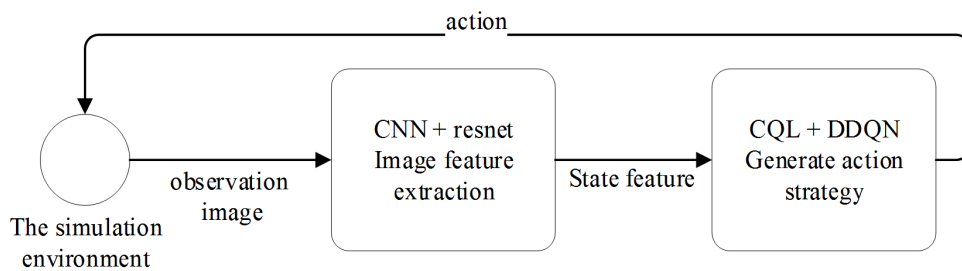 action
CNN + resnet
Image feature
extraction
CQL + DDQN
Generate action
strategy
observation
image
State feature
The simulation
environment